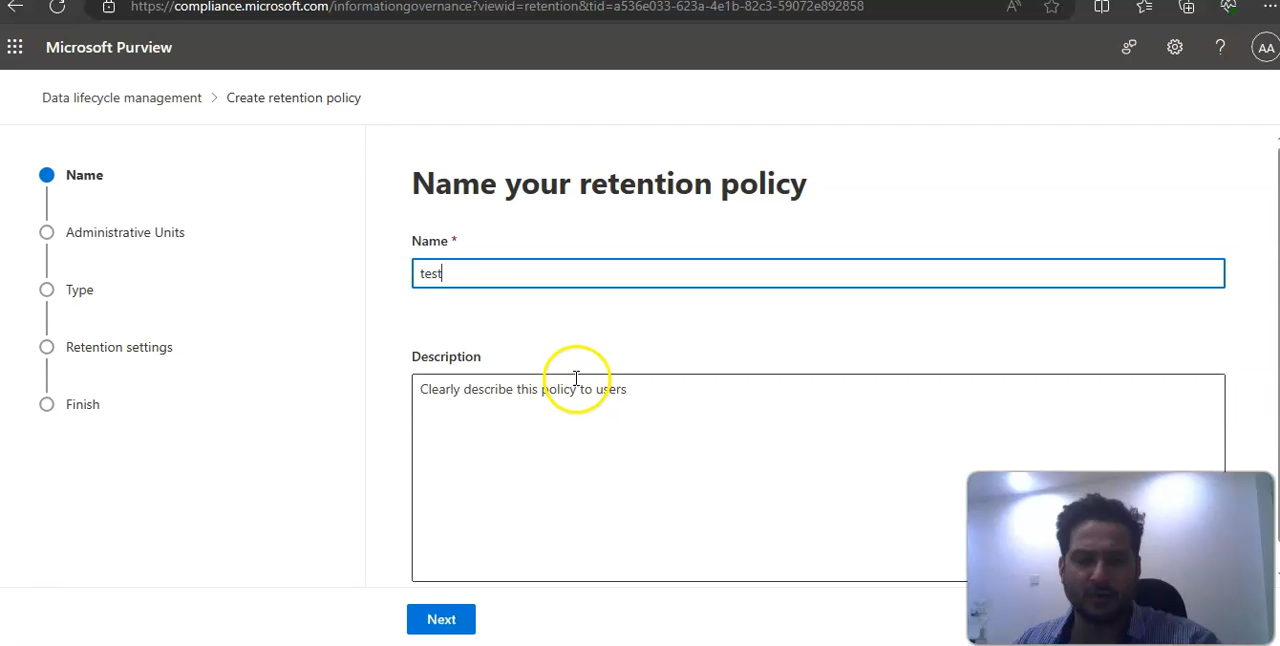 https://compliance.microsoft.com/informationgovernance?viewid=retention&tid=a536e033-623a-4e1b-82c3-59072e892858
Microsoft Purview
AA
Data lifecycle management > Create retention policy
Name
Administrative Units
Type
Retention settings
Finish
Name your retention policy
Name *
test
Description
Clearly describe this policy to users
Next